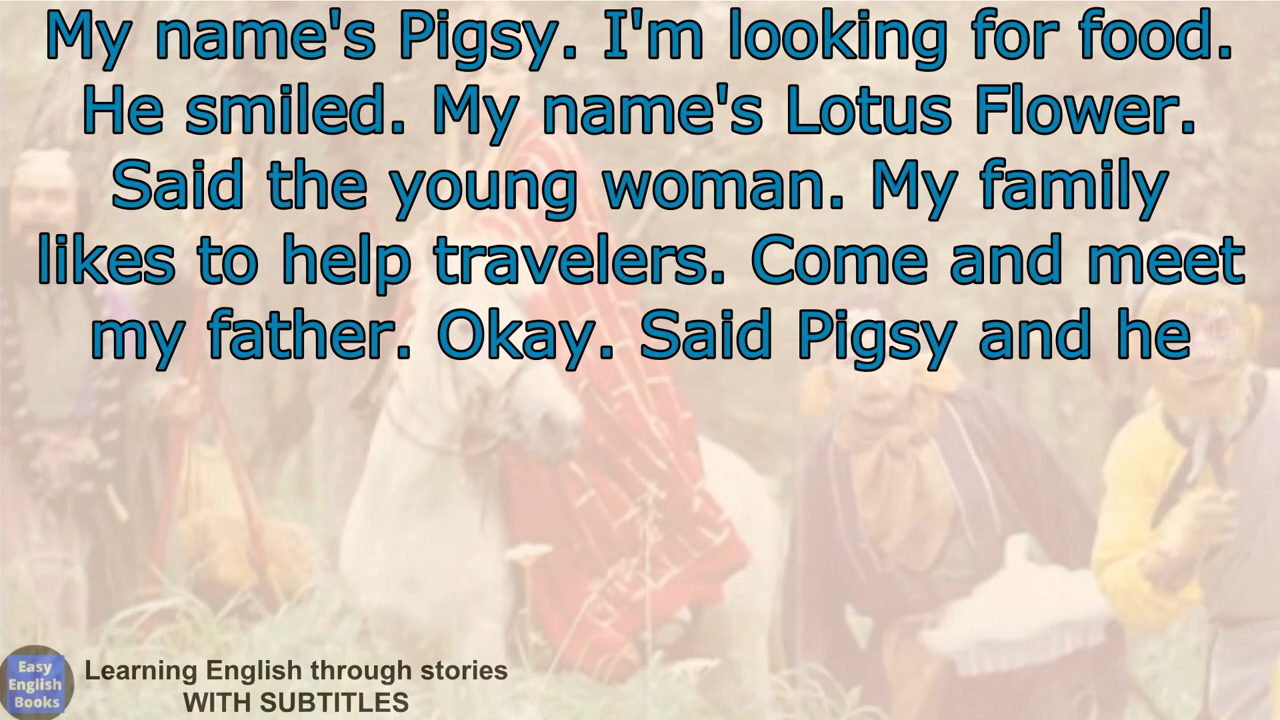 My name's Pigsy. I'm looking for food.
He smiled. My name's Lotus Flower.
Said the young woman. My family
likes to help travelers. Come and meet
my father. Okay. Said Pigsy and he
Easy
English
Books
Learning English through stories
WITH SUBTITLES